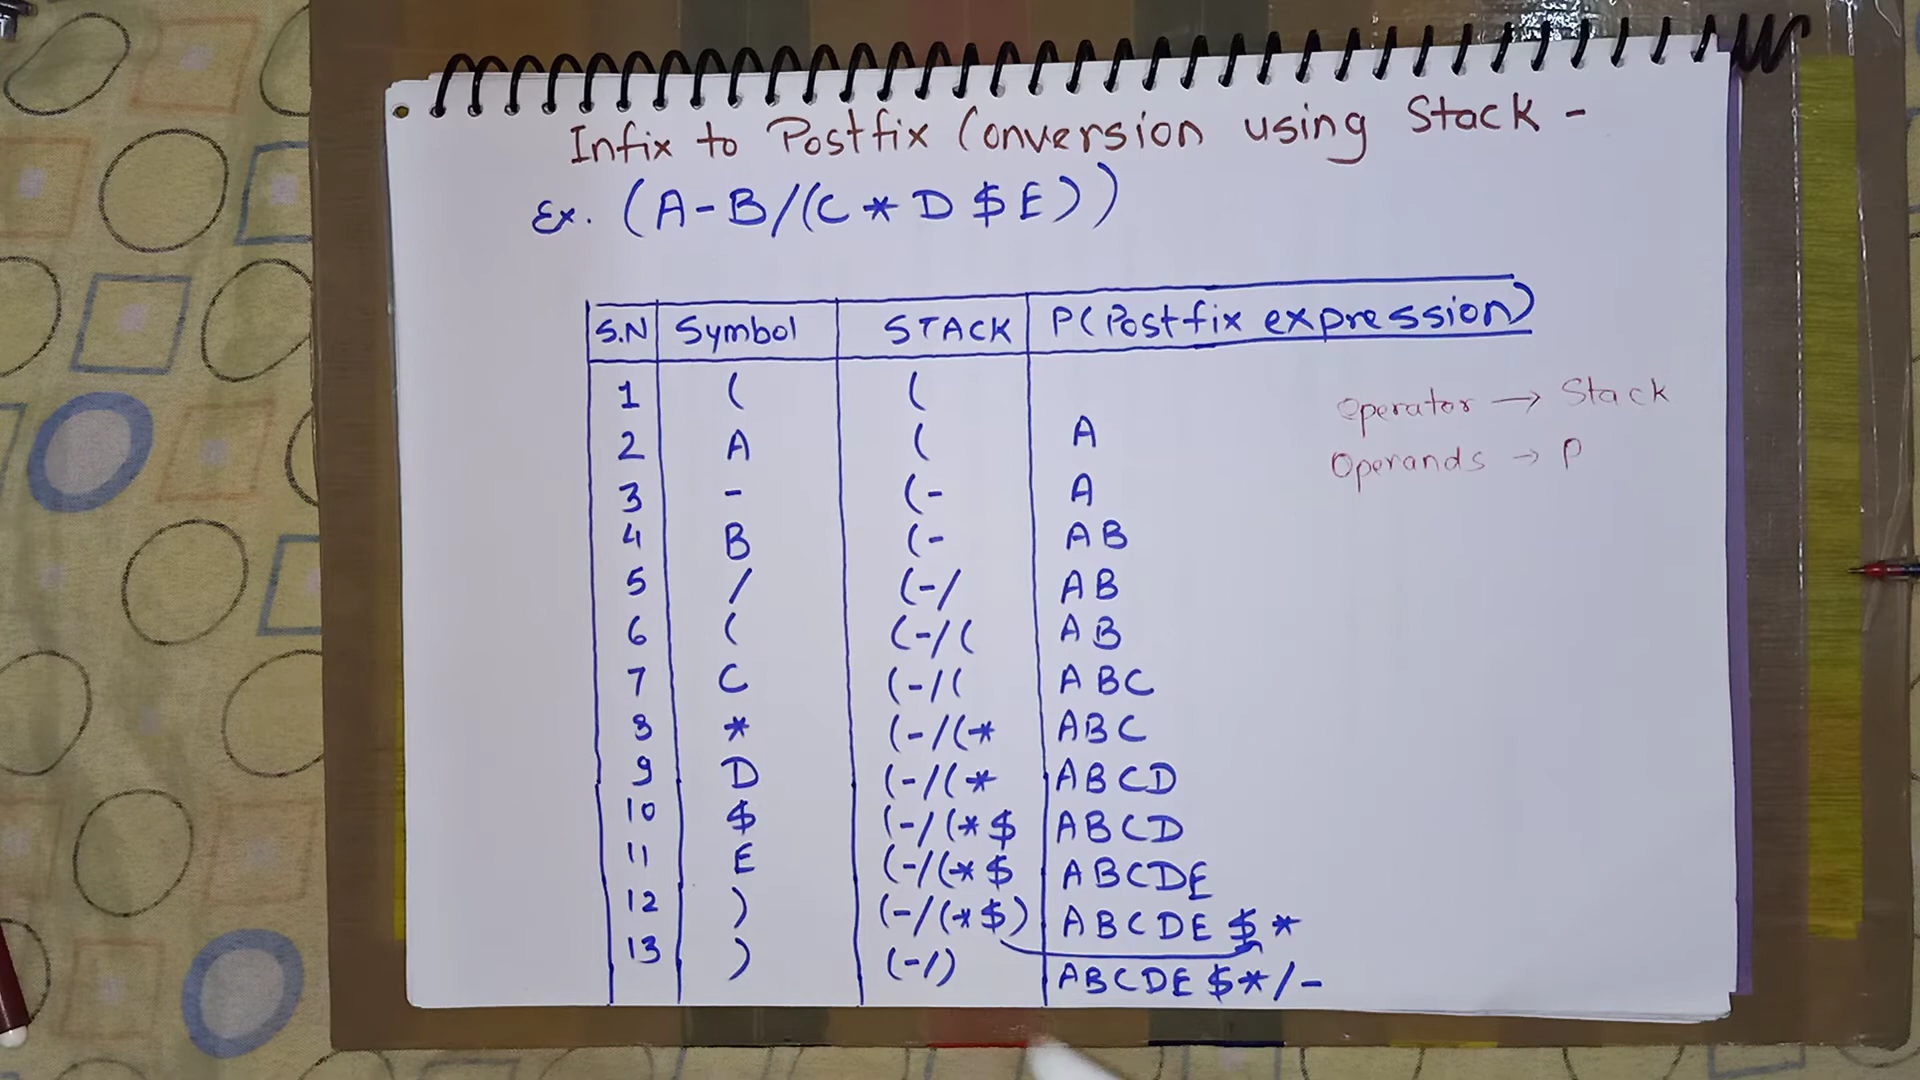 Infix to Postfix Conversion using Stack -
Ex. (A-B/(C*D$E))
S.N Symbol STACK P(Postfix expression)
1 ( (
2 A ( A
3 - (- A
4 B (- AB
5 / (-/ AB
6 ( (-/( AB
7 C (-/( ABC
8 * (-/(* ABC
9 D (-/(* ABCD
10 $ (-/(*$ ABCD
11 E (-/(*$ ABCDE
12 ) (-/(*$) ABCDE$*
13 ) (-/) ABCDE$*/-
Operator → Stack
Operands → P